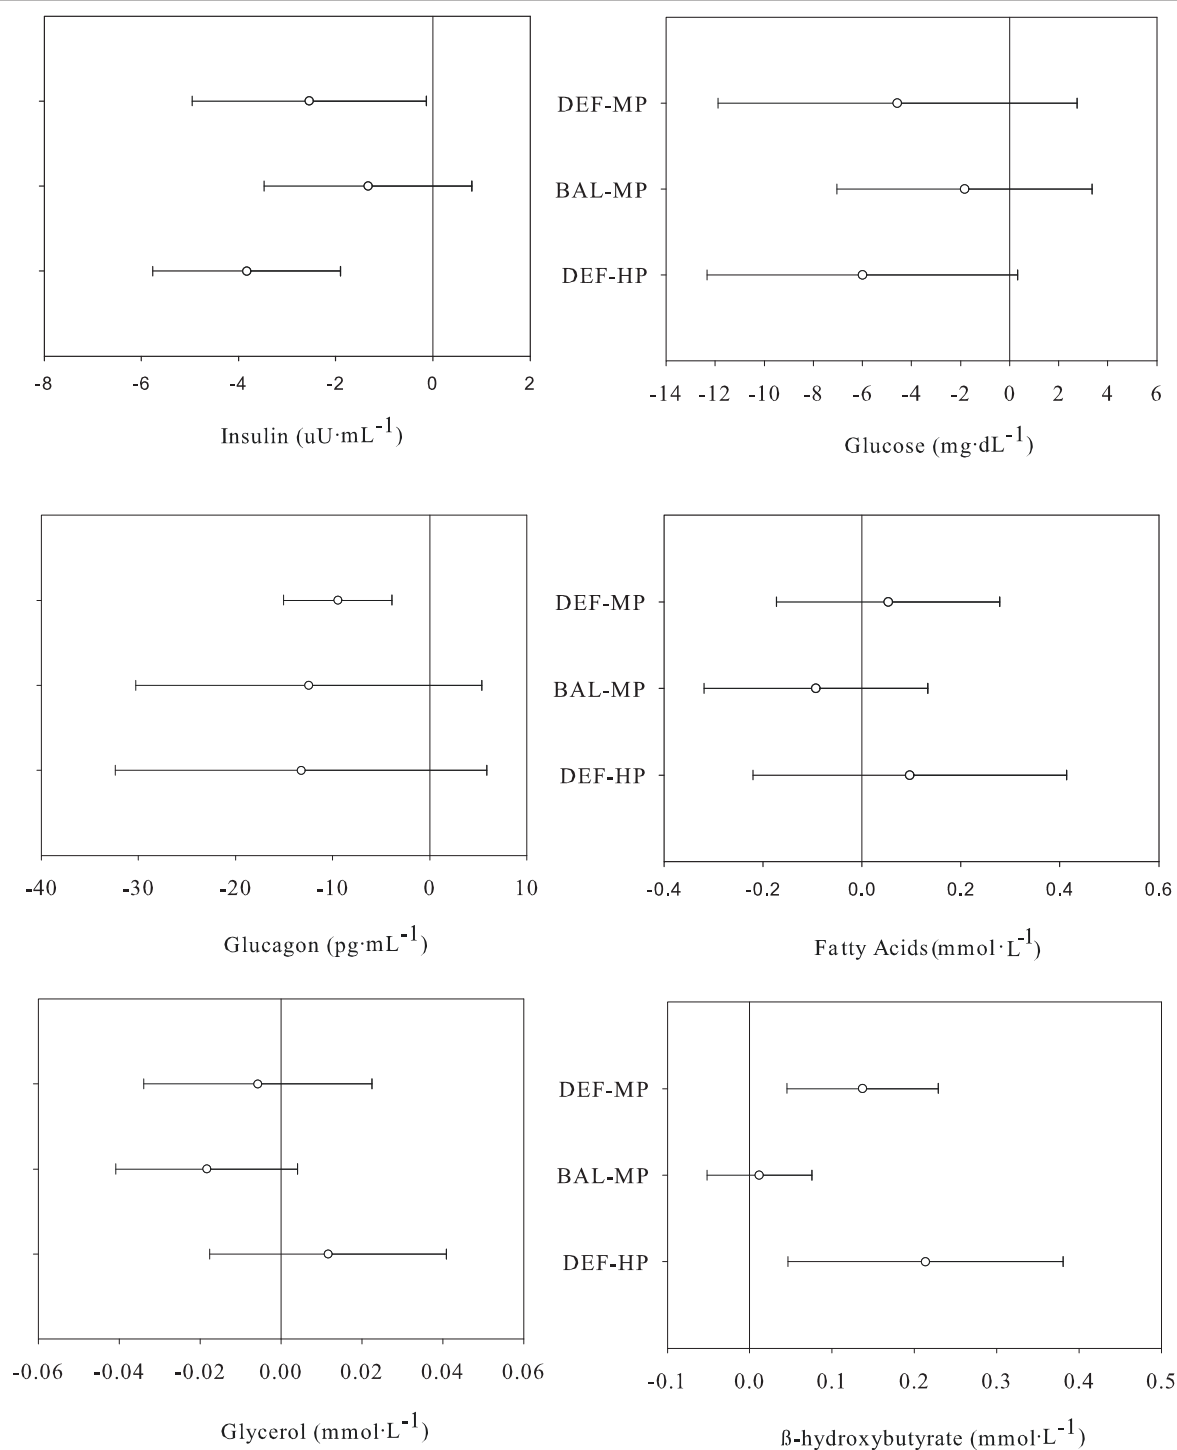 DEF-MP
BAL-MP
DEF-HP
-8 -6 -4 -2 0 2
-14 -12 -10 -8 -6 -4 -2 0 2 4 6
Insulin (uU·mL-1)
Glucose (mg·dL-1)
DEF-MP
BAL-MP
DEF-HP
-40 -30 -20 -10 0 10
-0.4 -0.2 0.0 0.2 0.4 0.6
Glucagon (pg·mL-1)
Fatty Acids (mmol·L-1)
DEF-MP
BAL-MP
DEF-HP
-0.06 -0.04 -0.02 0.00 0.02 0.04 0.06
-0.1 0.0 0.1 0.2 0.3 0.4 0.5
Glycerol (mmol·L-1)
ß-hydroxybutyrate (mmol·L-1)